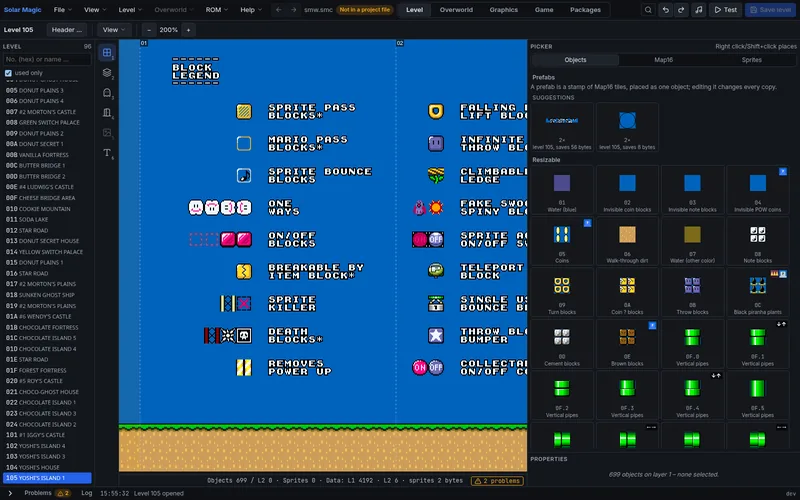 Solar Magic
File
View
Level
Overworld
ROM
Help
smw.smc
Not in a project file
Level
Overworld
Graphics
Game
Packages
Test
Save level
Level 105
Header ...
View
− 200% +
PICKER
Right click/Shift+click places
LEVEL 96
No. (hex) or name ...
used only
005 DONUT PLAINS 3
006 DONUT PLAINS 4
007 #2 MORTON'S CASTLE
008 GREEN SWITCH PALACE
009 DONUT PLAINS 2
00A DONUT SECRET 1
00B VANILLA FORTRESS
00C BUTTER BRIDGE 1
00D BUTTER BRIDGE 2
00E #4 LUDWIG'S CASTLE
00F CHEESE BRIDGE AREA
010 COOKIE MOUNTAIN
011 SODA LAKE
012 STAR ROAD
013 DONUT SECRET HOUSE
014 YELLOW SWITCH PALACE
015 DONUT PLAINS 1
016 STAR ROAD
017 #2 MORTON'S PLAINS
018 SUNKEN GHOST SHIP
019 #2 MORTON'S PLAINS
01A #6 WENDY'S CASTLE
01B CHOCOLATE FORTRESS
01C CHOCOLATE ISLAND 5
01D CHOCOLATE ISLAND 4
01E STAR ROAD
01F FOREST FORTRESS
020 #5 ROY'S CASTLE
021 CHOCO-GHOST HOUSE
022 CHOCOLATE ISLAND 1
023 CHOCOLATE ISLAND 3
024 CHOCOLATE ISLAND 2
101 #1 IGGY'S CASTLE
102 YOSHI'S ISLAND 4
103 YOSHI'S ISLAND 3
104 YOSHI'S HOUSE
105 YOSHI'S ISLAND 1
01
02
BLOCK
LEGEND
SPRITE PASS
BLOCKS*
MARIO PASS
BLOCKS*
SPRITE BOUNCE
BLOCKS
ONE
WAYS
ON/OFF
BLOCKS
BREAKABLE BY
ITEM BLOCK*
SPRITE
KILLER
DEATH
BLOCKS*
REMOVES
POWER UP
FALLING
LIFT BLO
INFINITE
THROW BL
CLIMBABL
LEDGE
FAKE SWO
SPINY BL
SPRITE A
ON/OFF S
TELEPORT
BLOCK
SINGLE U
BOUNCE B
THROW BL
BUMPER
COLLECTA
ON/OFF C
ON OFF
Objects
Map16
Sprites
Prefabs
A prefab is a stamp of Map16 tiles, placed as one object; editing it changes every copy.
SUGGESTIONS
2×
level 105, saves 56 bytes
2×
level 105, saves 8 bytes
Resizable
01
Water (blue)
02
Invisible coin blocks
03
Invisible note blocks
04
Invisible POW coins
05
Coins
06
Walk-through dirt
07
Water (other color)
08
Note blocks
09
Turn blocks
0A
Coin ? blocks
0B
Throw blocks
0C
Black piranha plants
0D
Cement blocks
0E
Brown blocks
0F.0
Vertical pipes
0F.1
Vertical pipes
0F.2
Vertical pipes
0F.3
Vertical pipes
0F.4
Vertical pipes
0F.5
Vertical pipes
PROPERTIES
699 objects on layer 1 – none selected.
Objects 699 / L2 0 · Sprites 0 · Data: L1 4192 · L2 6 · sprites 2 bytes
2 problems
Problems 2
Log
15:55:32 Level 105 opened
dev